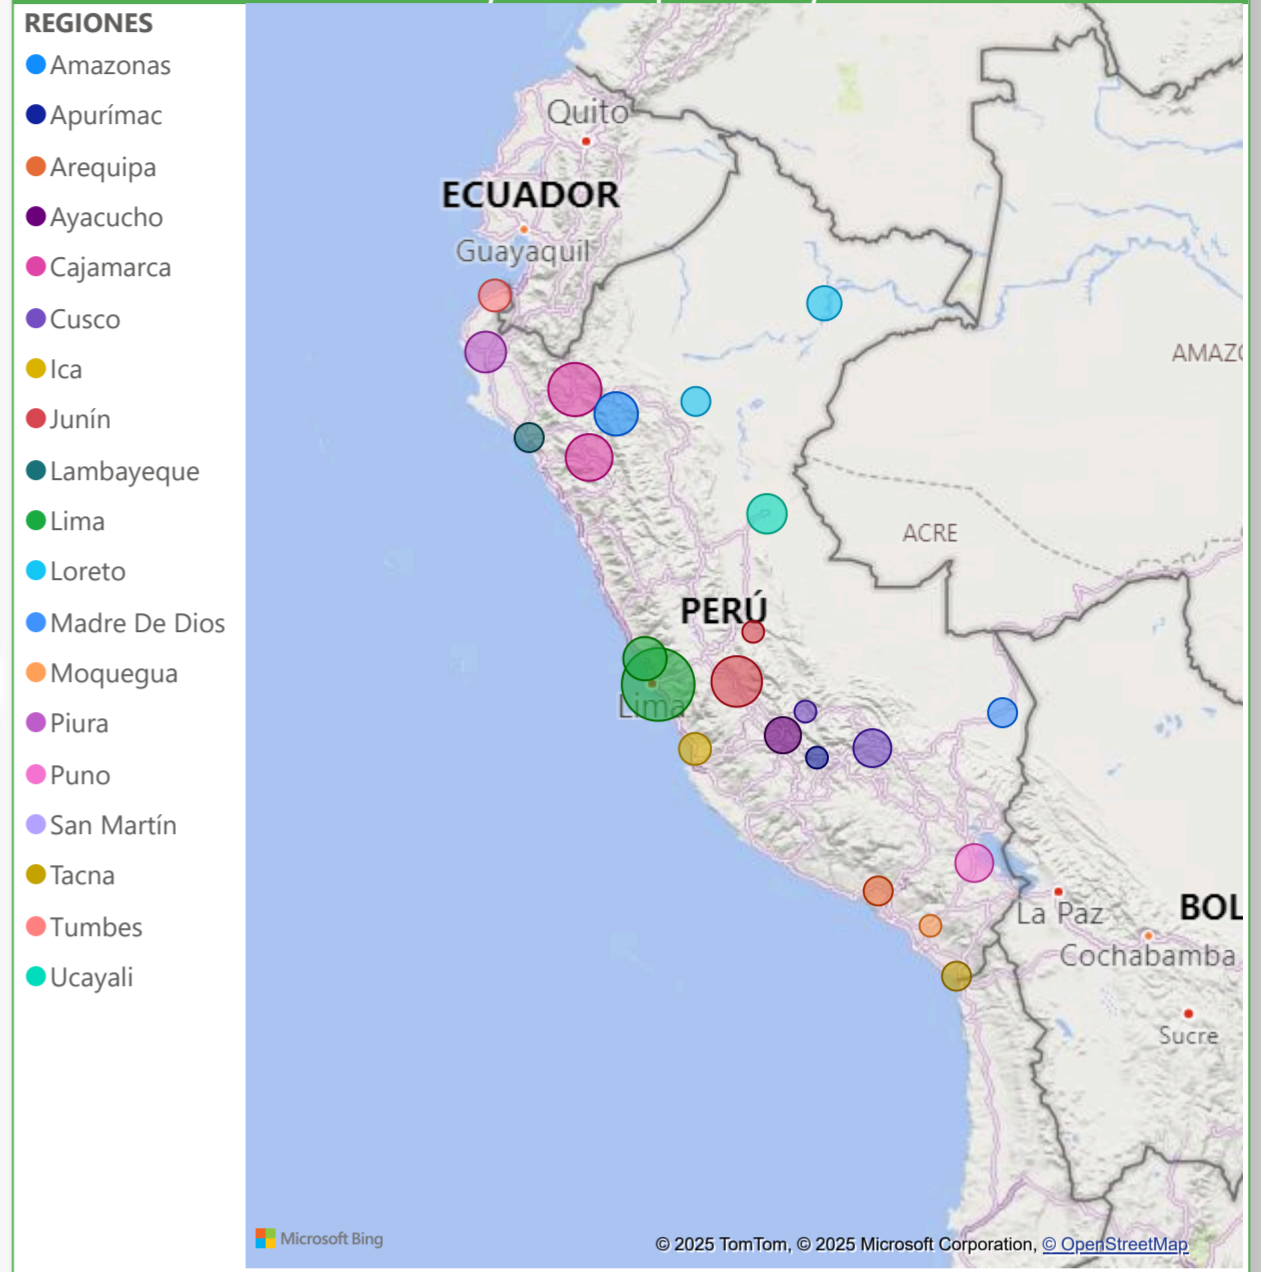 REGIONES
Amazonas
Apurímac
Arequipa
Ayacucho
Cajamarca
Cusco
Ica
Junín
Lambayeque
Lima
Loreto
Madre De Dios
Moquegua
Piura
Puno
San Martín
Tacna
Tumbes
Ucayali
Quito
ECUADOR
Guayaquil
AMAZO
ACRE
PERÚ
Lima
La Paz
BOL
Cochabamba
Sucre
Microsoft Bing
© 2025 TomTom, © 2025 Microsoft Corporation, © OpenStreetMap